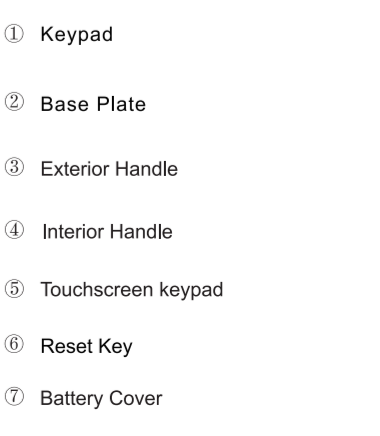 ① Keypad
② Base Plate
③ Exterior Handle
④ Interior Handle
⑤ Touchscreen keypad
⑥ Reset Key
⑦ Battery Cover